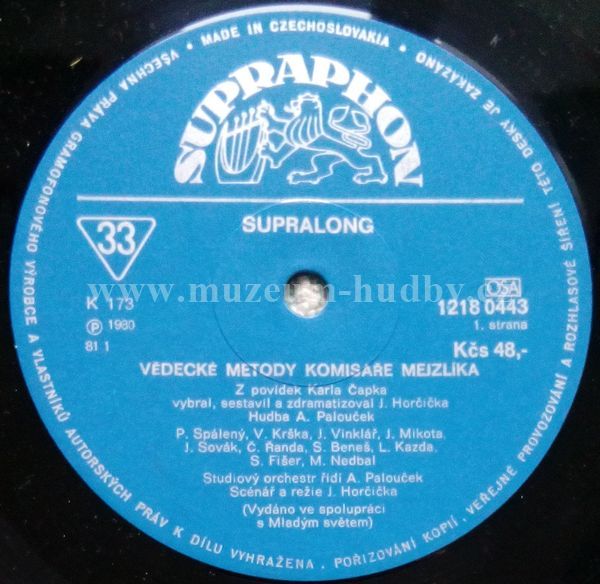 VŠECHNA PRÁVA GRAMOFONOVÉHO VÝROBCE A VLASTNÍKŮ AUTORSKÝCH PRÁV K DÍLU VYHRAŽENA. POŘIZOVÁNÍ KOPIÍ, VEŘEJNÉ PROVOZOVÁNÍ A ROZHLASOVÉ ŠÍŘENÍ TÉTO DESKY JE ZAKÁZÁNO • MADE IN CZECHOSLOVAKIA •
SUPRAPHON
SUPRALONG
33
www.muzeum-hudby.c
K 173
OSA
1218 0443
Ⓟ 1980
1. strana
81 1
Kčs 48,-
VĚDECKÉ METODY KOMISAŘE MEJZLÍKA
Z povídek Karla Čapka
vybral, sestavil a zdramatizoval J. Horčička
Hudba A. Palouček
P. Spálený, V. Krška, J. Vinklář, J. Mikota,
J. Sovák, Č. Řanda, S. Beneš, L. Kazda,
S. Fišer, M. Nedbal
Studiový orchestr řídí A. Palouček
Scénář a režie J. Horčička
(Vydáno ve spolupráci
s Mladým světem)